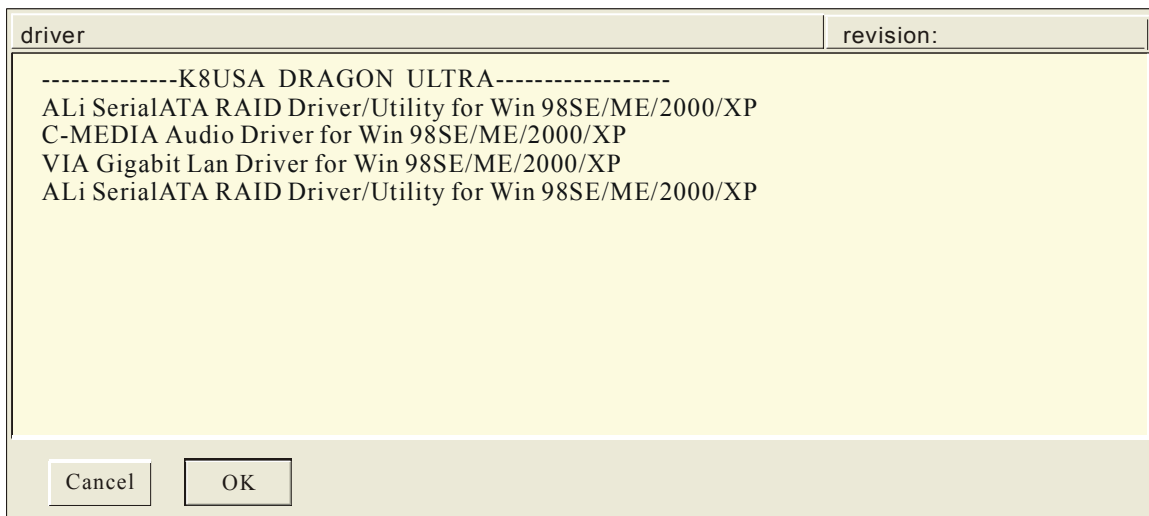 driver revision:
--------------K8USA DRAGON ULTRA------------------
ALi SerialATA RAID Driver/Utility for Win 98SE/ME/2000/XP
C-MEDIA Audio Driver for Win 98SE/ME/2000/XP
VIA Gigabit Lan Driver for Win 98SE/ME/2000/XP
ALi SerialATA RAID Driver/Utility for Win 98SE/ME/2000/XP
Cancel OK